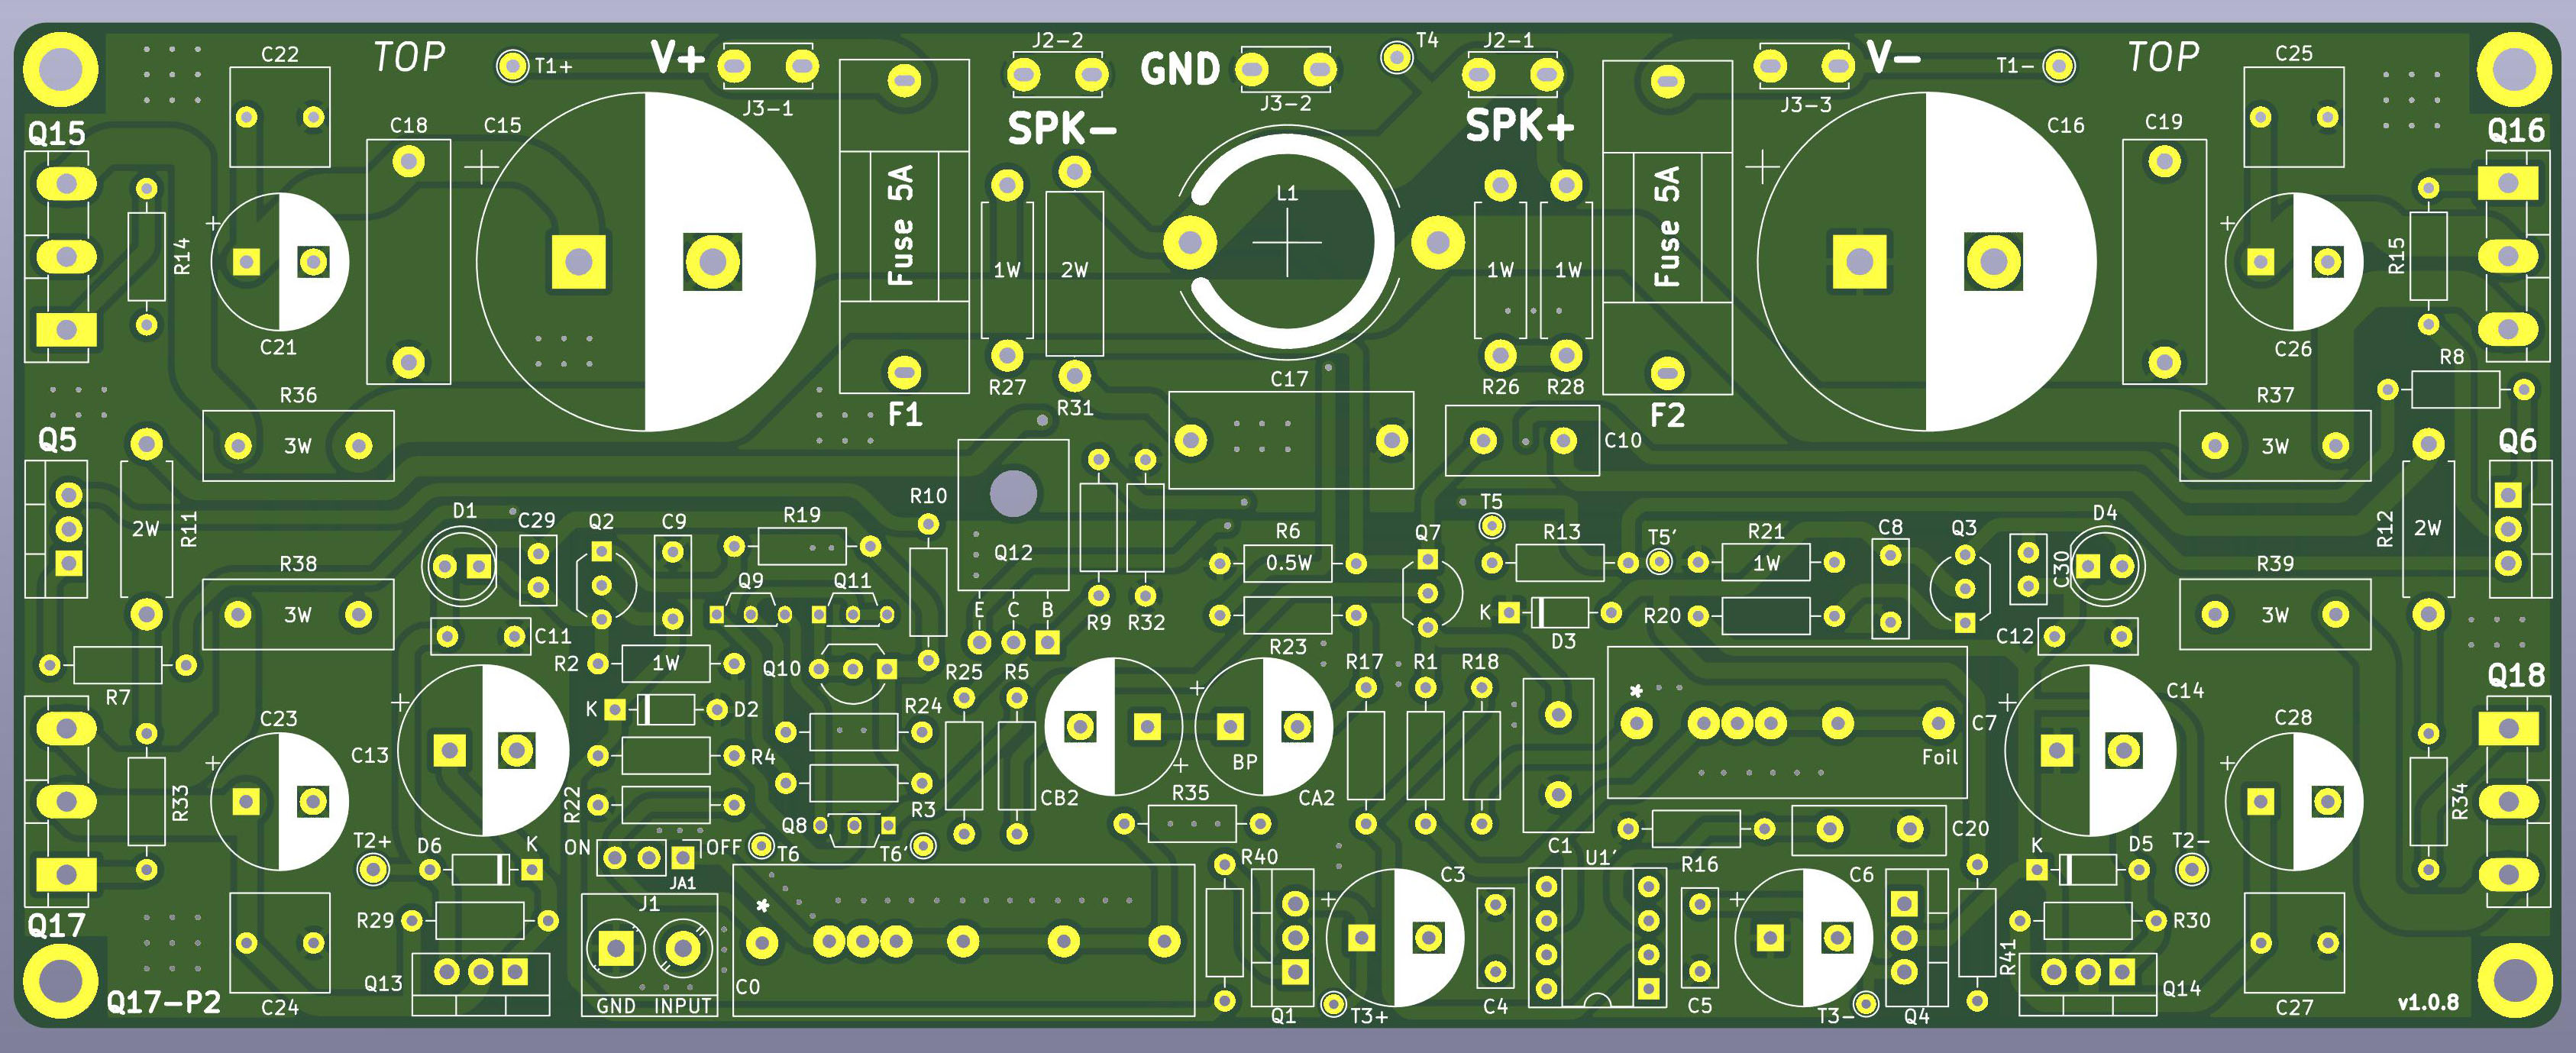 C22
TOP
T1+
V+
J3-1
J2-2
SPK-
GND
J3-2
T4
J2-1
SPK+
J3-3
V-
T1-
TOP
C25
Q15
C18
C15
C16
C19
Q16
R14
C21
Fuse 5A
1W
2W
L1
1W
1W
Fuse 5A
R15
C26
R36
F1
R27
R31
C17
R26
R28
F2
R37
R8
Q5
3W
C10
3W
Q6
2W
R11
D1
C29
Q2
C9
R19
R10
Q12
T5
R6
0.5W
Q7
R13
T5'
R21
1W
C8
Q3
C30
D4
R12
2W
R38
3W
Q9
Q11
E
C
B
R9
R32
K
D3
R20
R39
3W
C11
C12
R7
R2
1W
Q10
R25
R5
R23
R17
R1
R18
Q18
C23
C13
K
D2
R24
BP
*
C7
Foil
C14
C28
R33
R4
R22
R3
CB2
CA2
R35
C20
R34
T2+
D6
K
ON
OFF
JA1
Q8
T6
T6'
R40
C1
U1'
R16
K
D5
T2-
Q17
R29
J1
*
C3
C6
R30
Q13
GND
INPUT
C0
R41
Q14
Q17-P2
C24
Q1
T3+
C4
C5
T3-
Q4
C27
v1.0.8